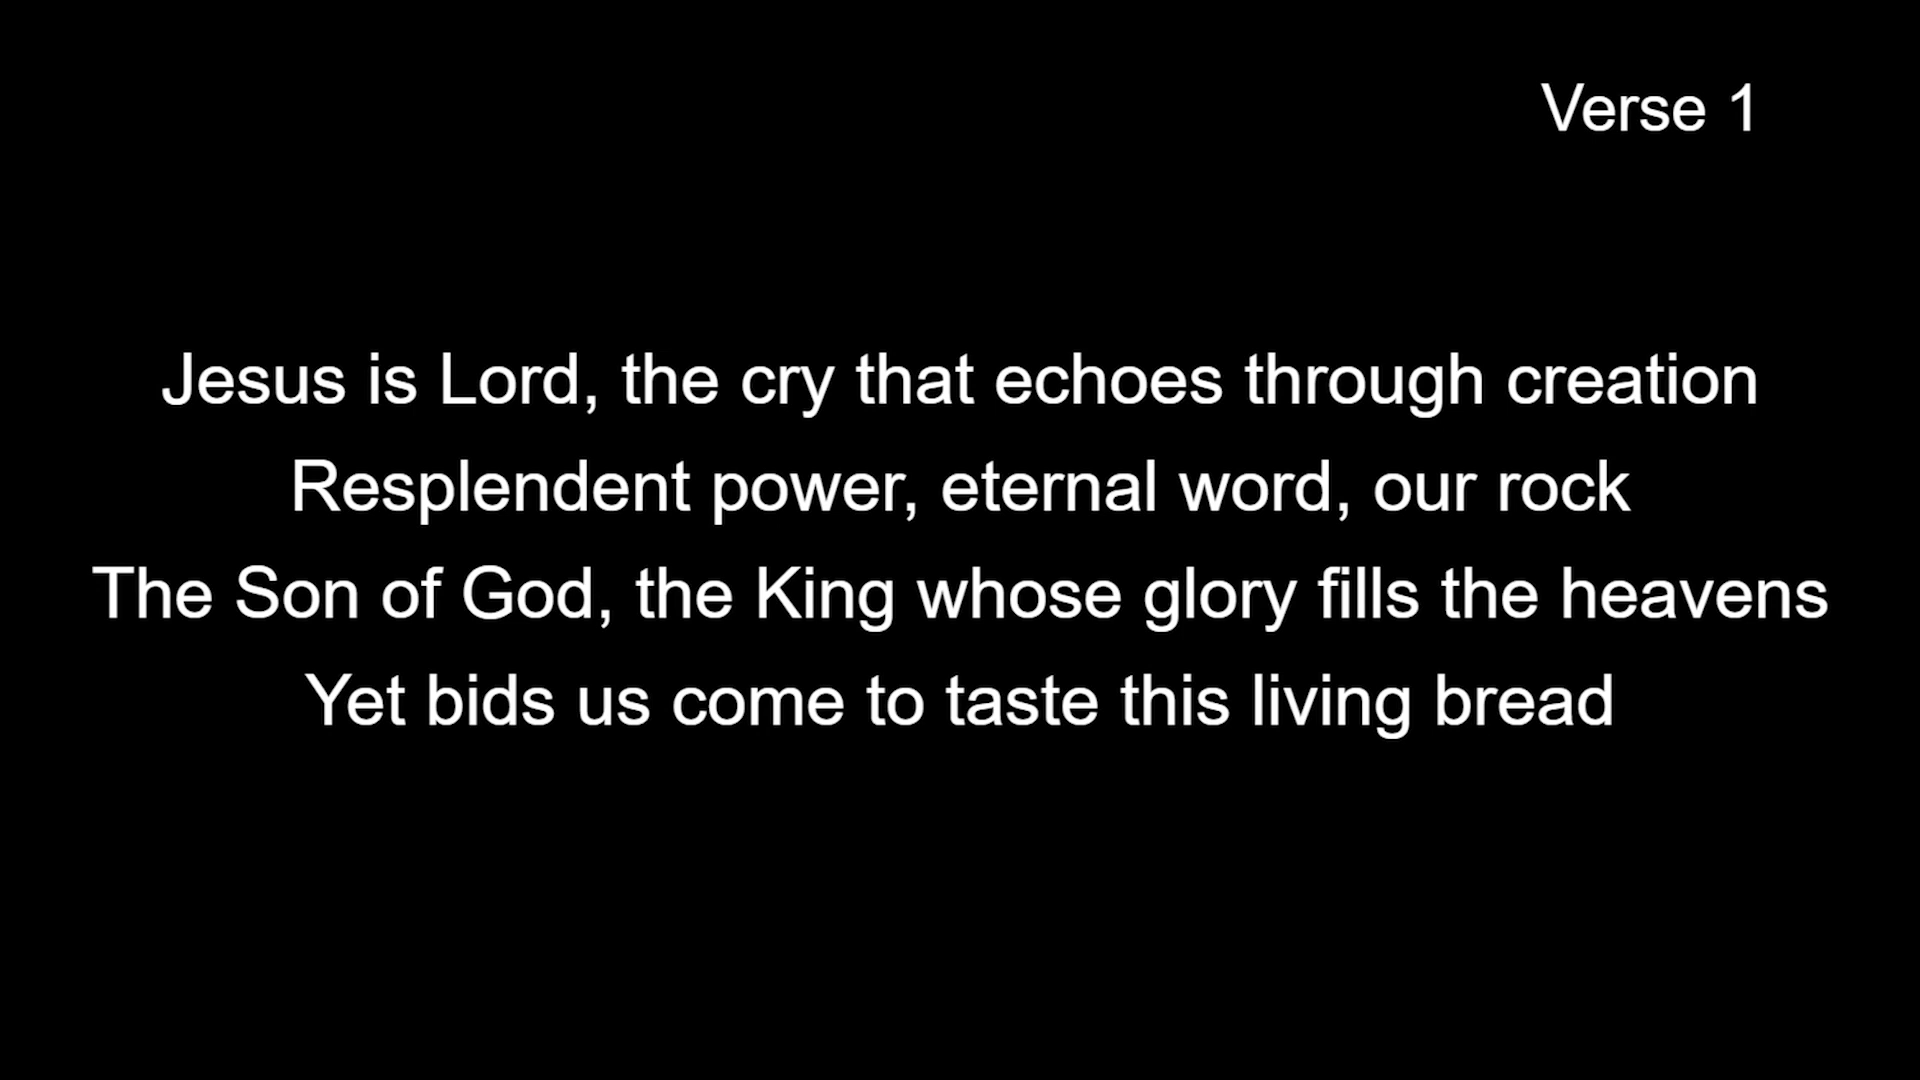 Verse 1
Jesus is Lord, the cry that echoes through creation
Resplendent power, eternal word, our rock
The Son of God, the King whose glory fills the heavens
Yet bids us come to taste this living bread